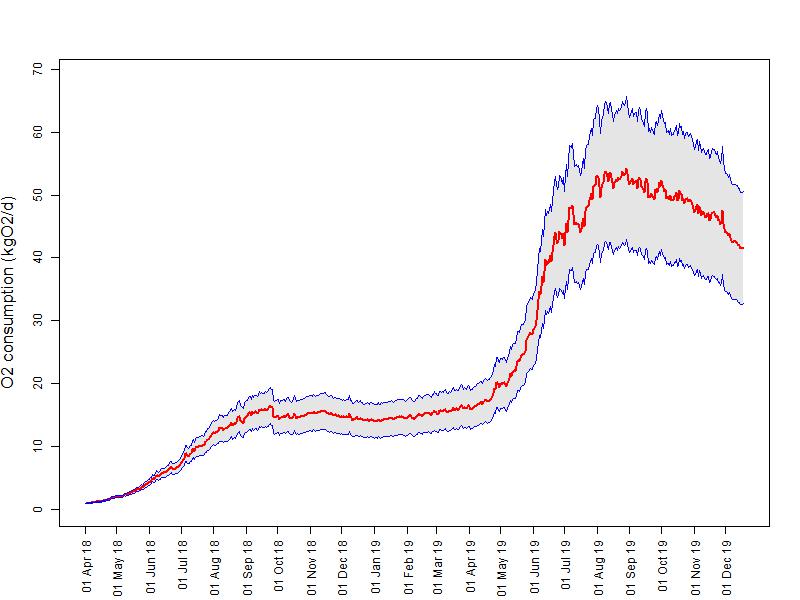 O2 consumption (kgO2/d)
70
60
50
40
30
20
10
0
01 Apr 18
01 May 18
01 Jun 18
01 Jul 18
01 Aug 18
01 Sep 18
01 Oct 18
01 Nov 18
01 Dec 18
01 Jan 19
01 Feb 19
01 Mar 19
01 Apr 19
01 May 19
01 Jun 19
01 Jul 19
01 Aug 19
01 Sep 19
01 Oct 19
01 Nov 19
01 Dec 19